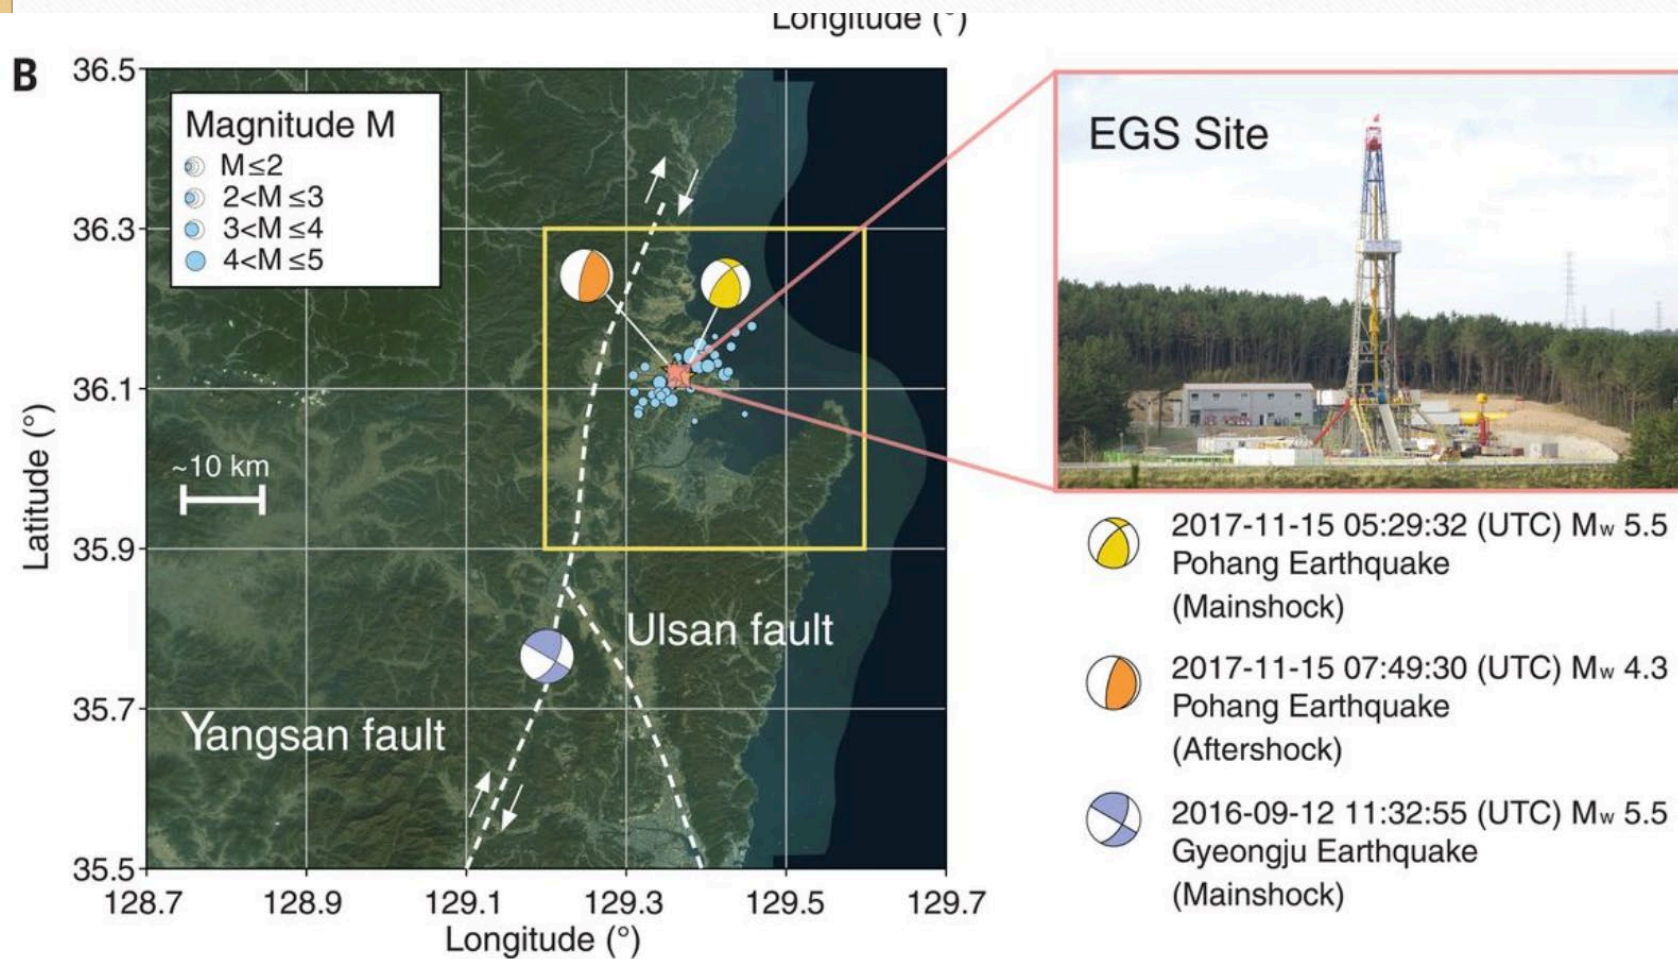 Longitude (°)
B
36.5
36.3
36.1
35.9
35.7
35.5
Latitude (°)
Magnitude M
M≤2
2<M ≤3
3<M ≤4
4<M ≤5
~10 km
Ulsan fault
Yangsan fault
128.7
128.9
129.1
129.3
129.5
129.7
Longitude (°)
EGS Site
2017-11-15 05:29:32 (UTC) Mw 5.5
Pohang Earthquake
(Mainshock)
2017-11-15 07:49:30 (UTC) Mw 4.3
Pohang Earthquake
(Aftershock)
2016-09-12 11:32:55 (UTC) Mw 5.5
Gyeongju Earthquake
(Mainshock)